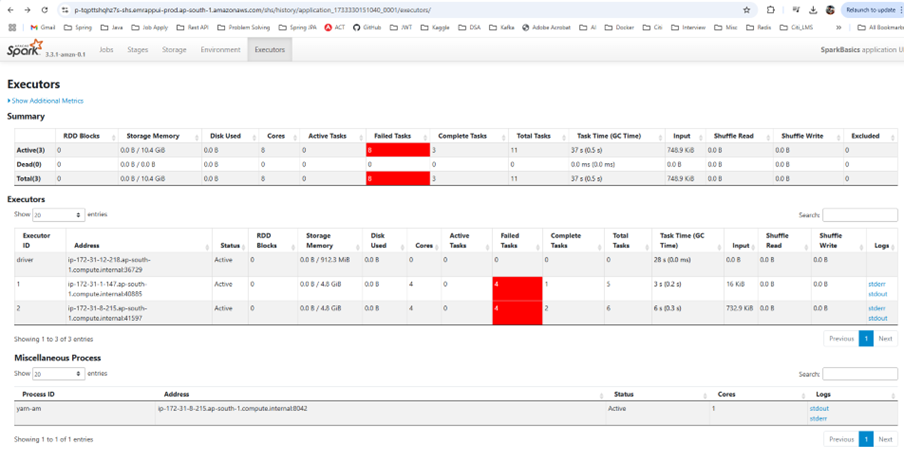 p-tqpttshqhz7s-shs.emrappui-prod.ap-south-1.amazonaws.com/shs/history/application_1733330151040_0001/executors/
Relaunch to update
Gmail Spring Java Job Apply Rest API Problem Solving Spring JPA ACT Github JWT Kaggle DSA Kafka Adobe Acrobat AI Docker Citi Interview Misc Redis Citi_LMS All Bookmarks
APACHE Spark 3.3.1-amzn-0.1 Jobs Stages Storage Environment Executors SparkBasics application U
Executors
Show Additional Metrics
Summary
RDD Blocks Storage Memory Disk Used Cores Active Tasks Failed Tasks Complete Tasks Total Tasks Task Time (GC Time) Input Shuffle Read Shuffle Write Excluded
Active(3) 0 0.0 B / 10.4 GiB 0.0 B 8 0 8 3 11 37 s (0.5 s) 748.9 KiB 0.0 B 0.0 B 0
Dead(0) 0 0.0 B / 0.0 B 0.0 B 0 0 0 0 0 0.0 ms (0.0 ms) 0.0 B 0.0 B 0.0 B 0
Total(3) 0 0.0 B / 10.4 GiB 0.0 B 8 0 8 3 11 37 s (0.5 s) 748.9 KiB 0.0 B 0.0 B 0
Executors
Show 20 entries Search:
Executor ID Address Status RDD Blocks Storage Memory Disk Used Cores Active Tasks Failed Tasks Complete Tasks Total Tasks Task Time (GC Time) Input Shuffle Read Shuffle Write Logs
driver ip-172-31-12-218.ap-south-1.compute.internal:36729 Active 0 0.0 B / 912.3 MiB 0.0 B 0 0 0 0 0 28 s (0.0 ms) 0.0 B 0.0 B 0.0 B
1 ip-172-31-1-147.ap-south-1.compute.internal:40885 Active 0 0.0 B / 4.8 GiB 0.0 B 4 0 4 1 5 3 s (0.2 s) 16 KiB 0.0 B 0.0 B stderr stdout
2 ip-172-31-8-215.ap-south-1.compute.internal:41597 Active 0 0.0 B / 4.8 GiB 0.0 B 4 0 4 2 6 6 s (0.3 s) 732.9 KiB 0.0 B 0.0 B stderr stdout
Showing 1 to 3 of 3 entries Previous 1 Next
Miscellaneous Process
Show 20 entries Search:
Process ID Address Status Cores Logs
yarn-am ip-172-31-8-215.ap-south-1.compute.internal:8042 Active 1 stdout stderr
Showing 1 to 1 of 1 entries Previous 1 Next